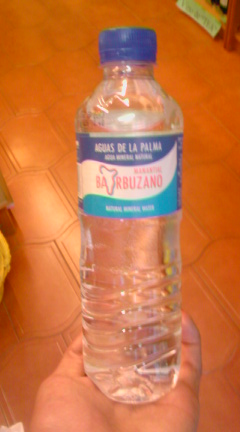 AGUAS DE LA PALMA
AGUA MINERAL NATURAL
MANANTIAL
BARBUZANO
NATURAL MINERAL WATER